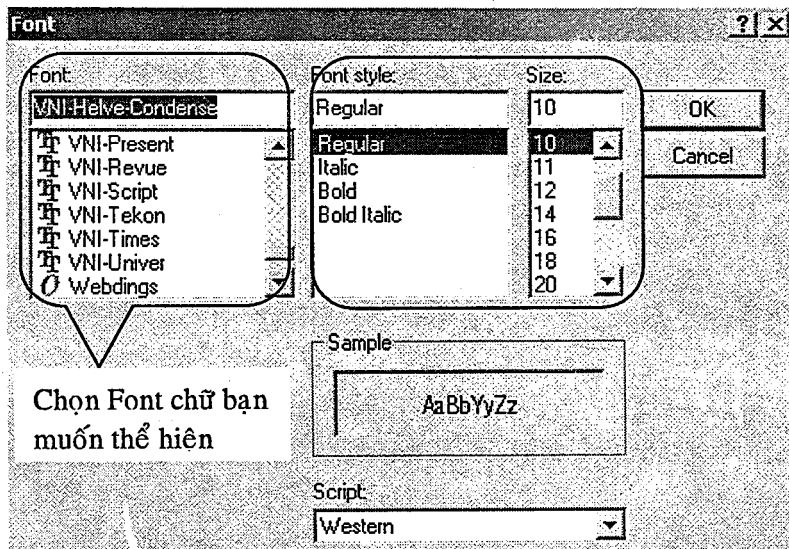 Font
? ×
Font:
VNI-Helve-Condense
VNI-Present
VNI-Revue
VNI-Script
VNI-Tekon
VNI-Times
VNI-Univer
Webdings
Font style:
Regular
Regular
Italic
Bold
Bold Italic
Size:
10
10
11
12
14
16
18
20
OK
Cancel
Chọn Font chữ bạn
muốn thể hiện
Sample
AaBbYyZz
Script:
Western